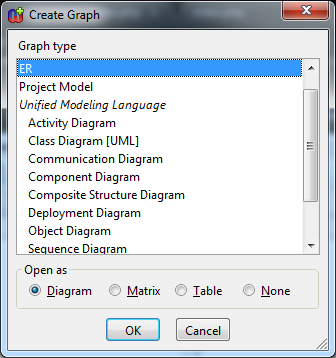 Create Graph
Graph type
ER
Project Model
Unified Modeling Language
Activity Diagram
Class Diagram [UML]
Communication Diagram
Component Diagram
Composite Structure Diagram
Deployment Diagram
Object Diagram
Sequence Diagram
Open as
Diagram Matrix Table None
OK Cancel